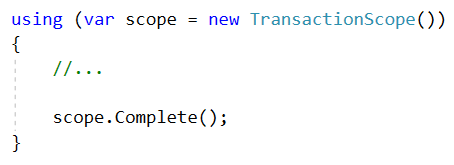 using (var scope = new TransactionScope())
{
    //...
    scope.Complete();
}